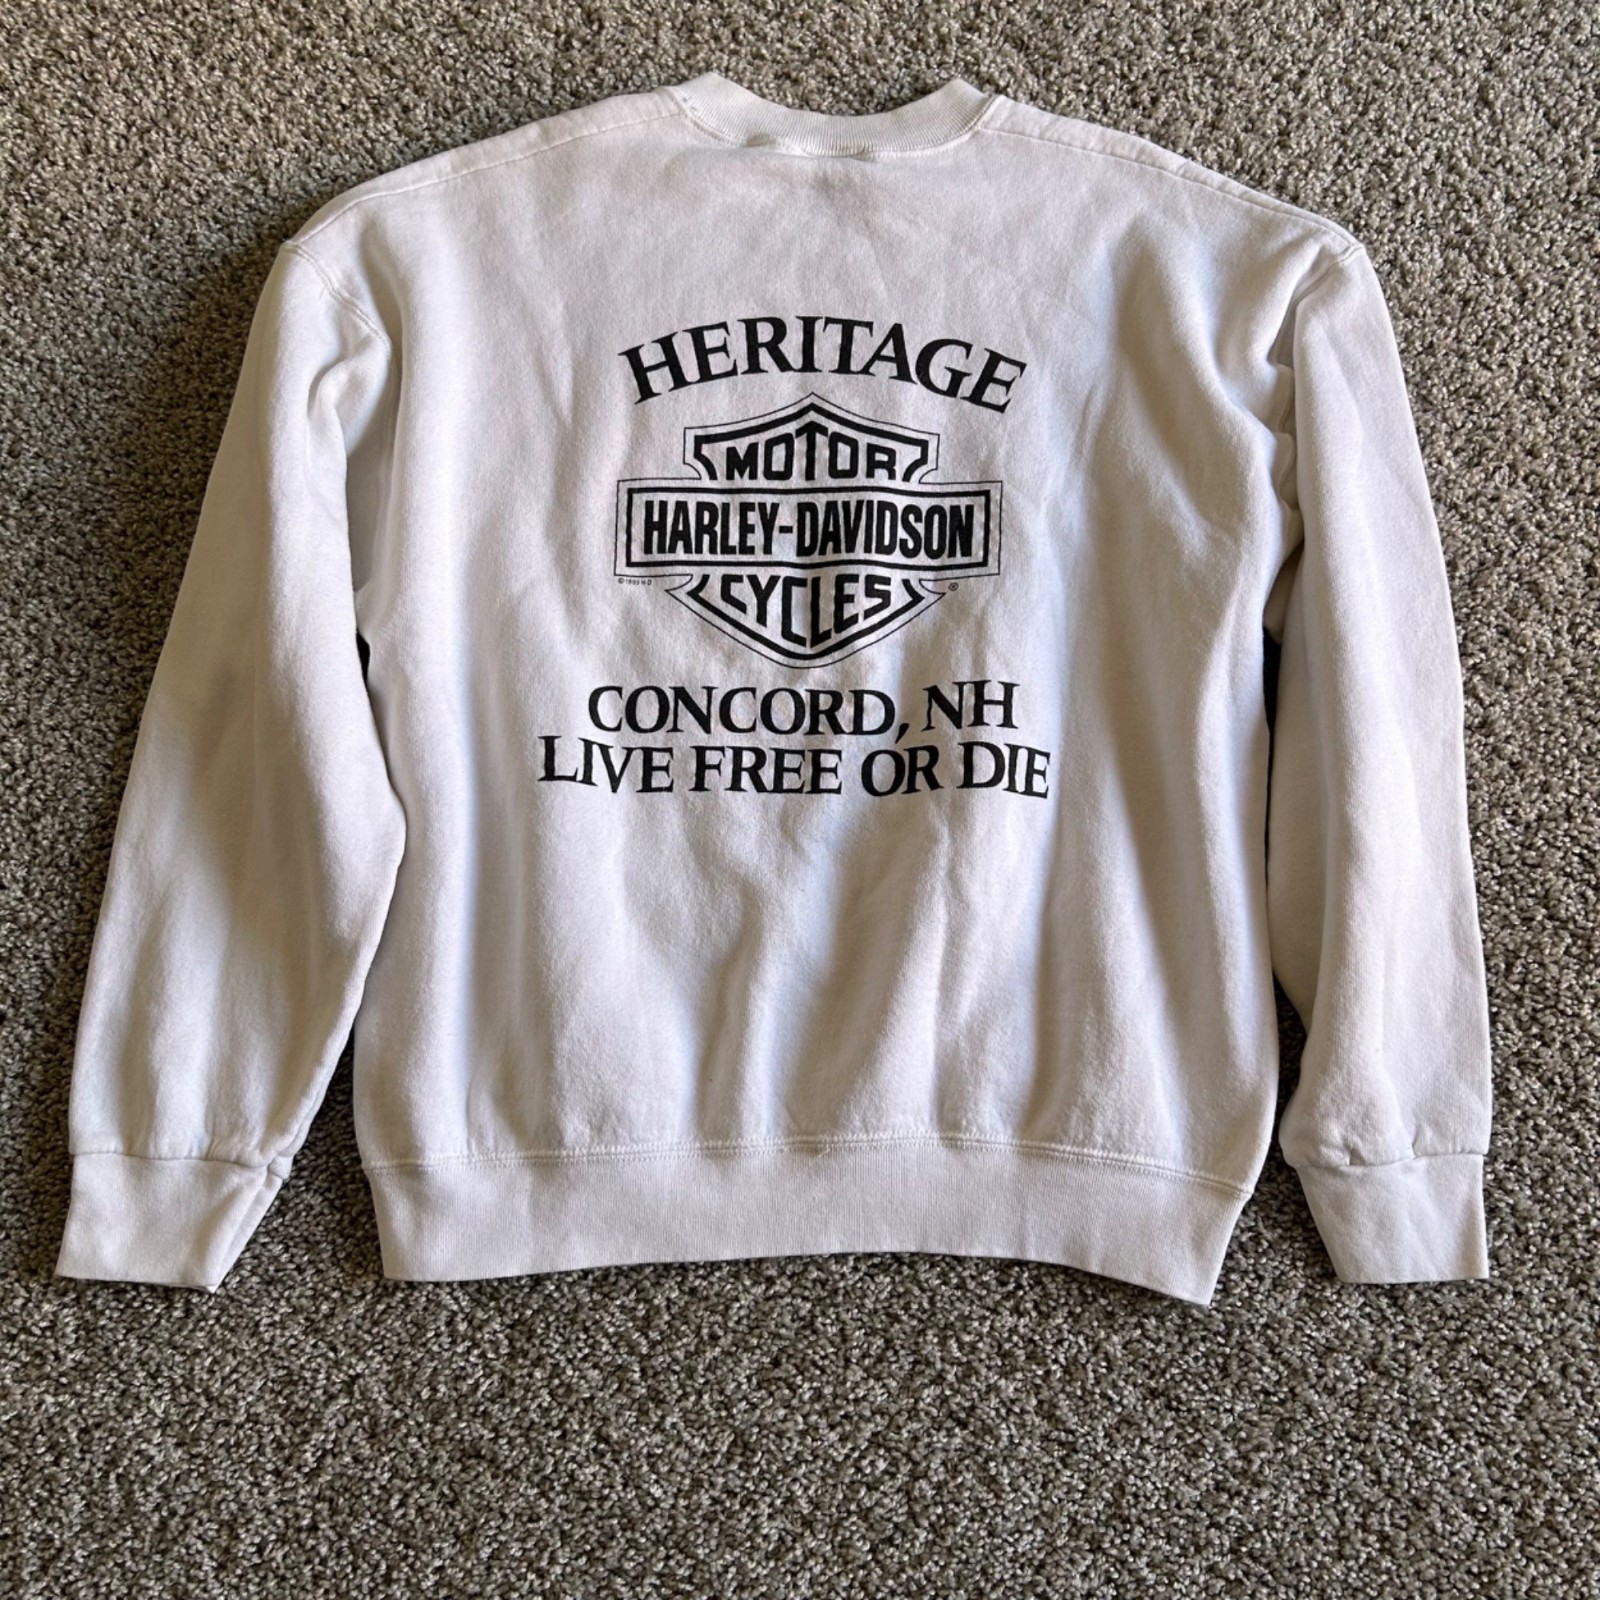 HERITAGE
MOTOR
HARLEY-DAVIDSON
CYCLES
®
CONCORD, NH
LIVE FREE OR DIE